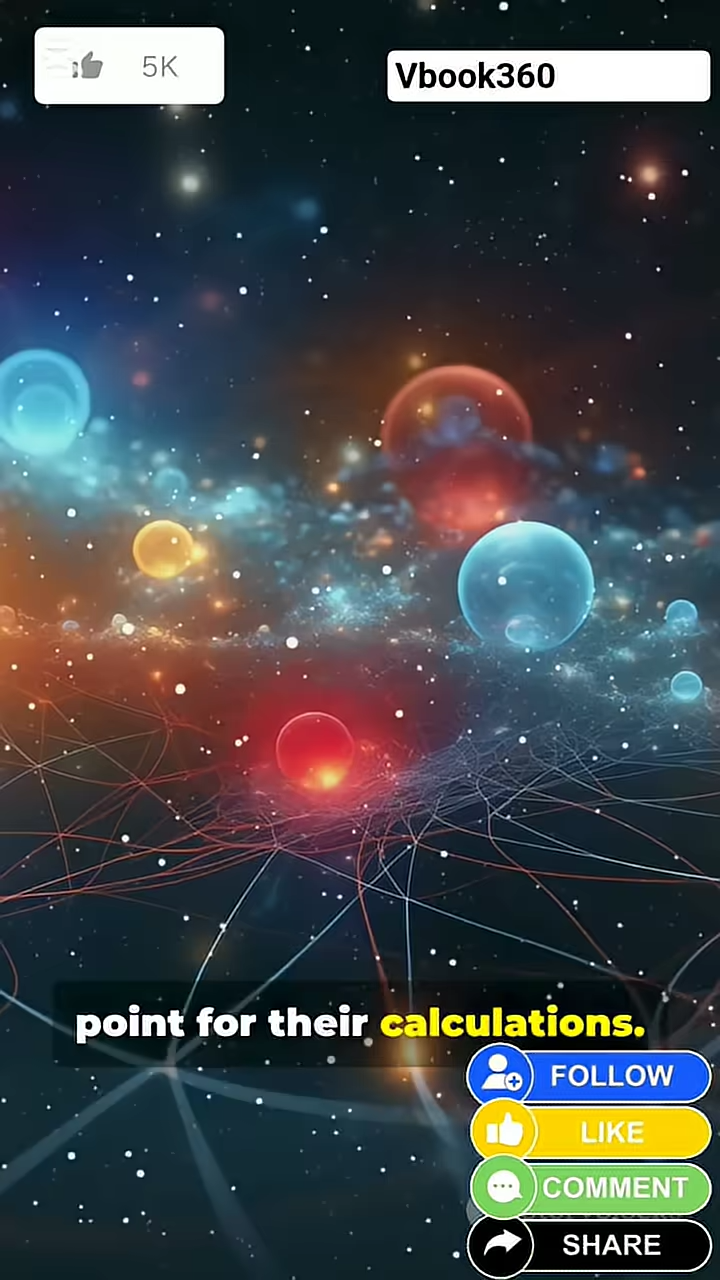 5K
Vbook360
point for their calculations.
FOLLOW
LIKE
COMMENT
SHARE